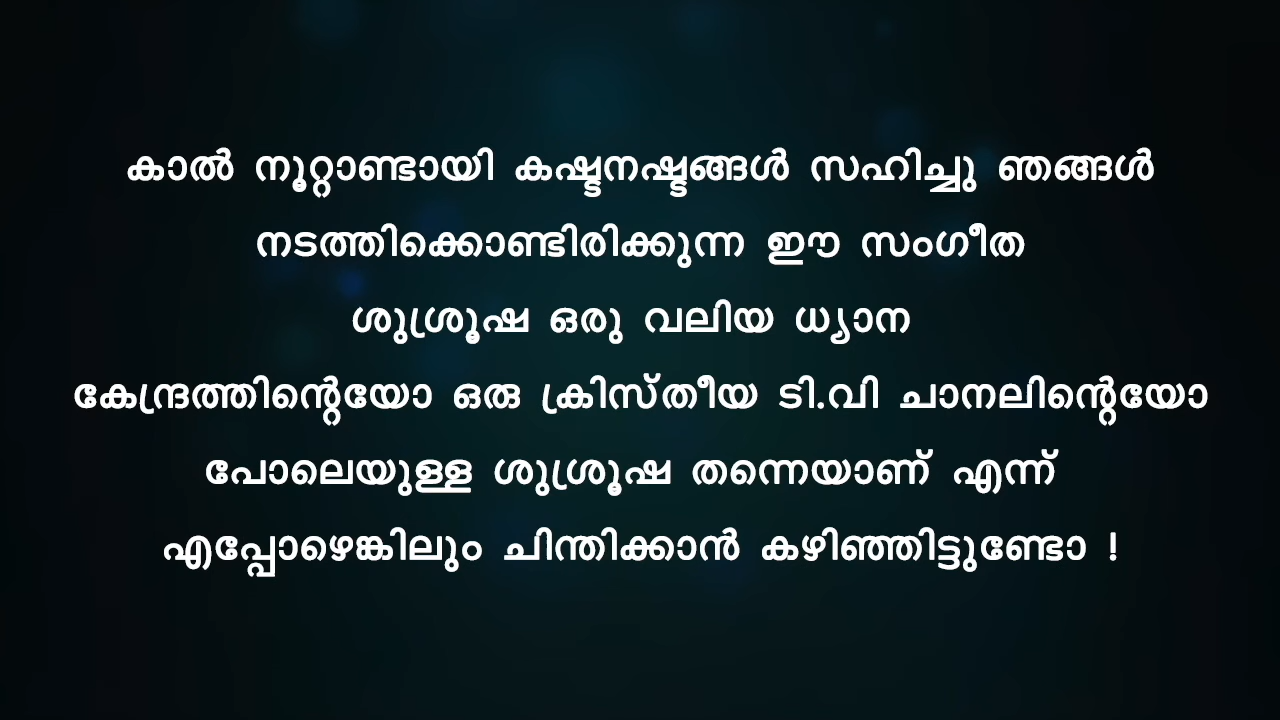 കാൽ നൂറ്റാണ്ടായി കഷ്ടനഷ്ടങ്ങൾ സഹിച്ചു ഞങ്ങൾ
നടത്തിക്കൊണ്ടിരിക്കുന്ന ഈ സംഗീത
ശുശ്രൂഷ ഒരു വലിയ ധ്യാന
കേന്ദ്രത്തിന്റെയോ ഒരു ക്രിസ്തീയ ടി.വി ചാനലിന്റെയോ
പോലെയുള്ള ശുശ്രൂഷ തന്നെയാണ് എന്ന്
എപ്പോഴെങ്കിലും ചിന്തിക്കാൻ കഴിഞ്ഞിട്ടുണ്ടോ !